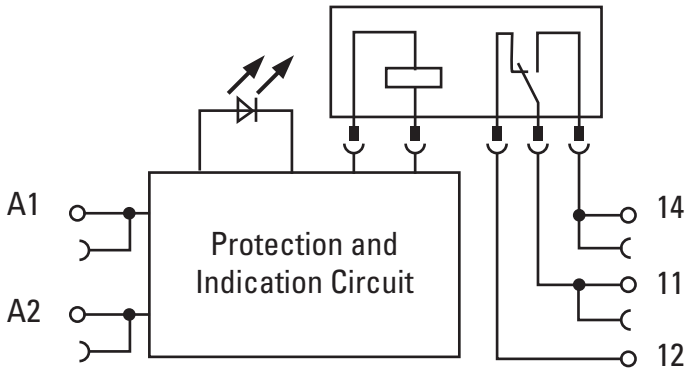 A1
A2
Protection and
Indication Circuit
14
11
12